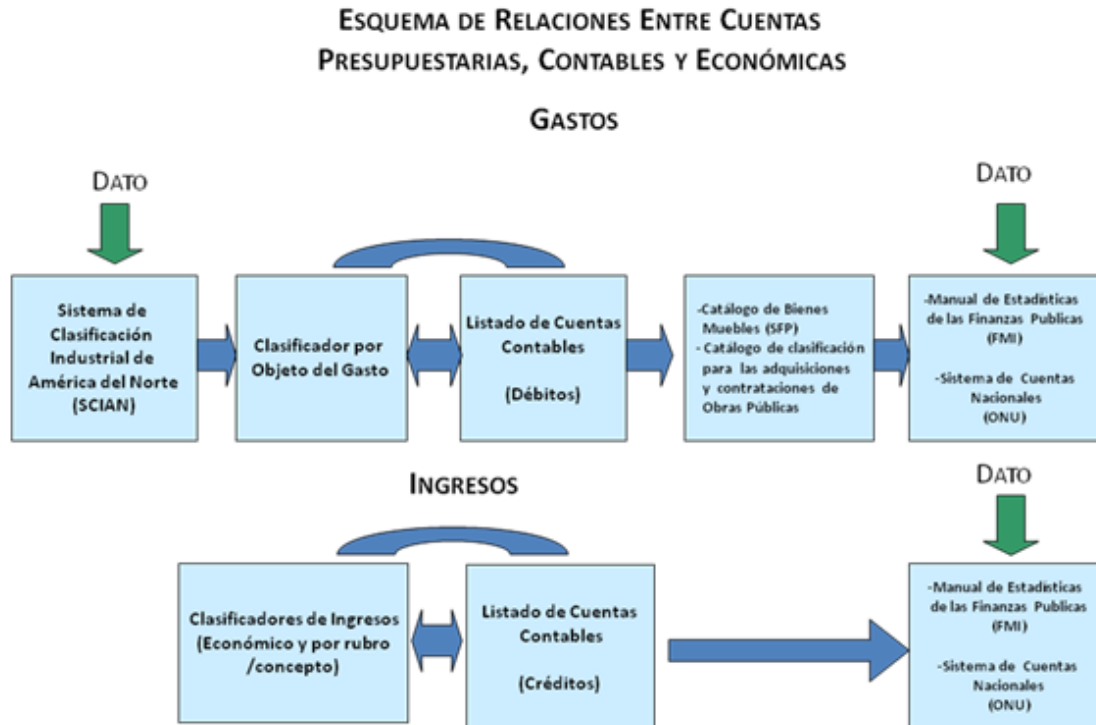 ESQUEMA DE RELACIONES ENTRE CUENTAS
PRESUPUESTARIAS, CONTABLES Y ECONÓMICAS
GASTOS
DATO
DATO
Sistema de
Clasificación
Industrial de
América del Norte
(SCIAN)
Clasificador por
Objeto del Gasto
Listado de Cuentas
Contables
(Débitos)
-Catálogo de Bienes
Muebles (SFP)
- Catálogo de clasificación
para las adquisiciones
y contrataciones de
Obras Públicas
-Manual de Estadísticas
de las Finanzas Publicas
(FMI)
-Sistema de Cuentas
Nacionales
(ONU)
INGRESOS
DATO
Clasificadores de Ingresos
(Económico y por rubro
/concepto)
Listado de Cuentas
Contables
(Créditos)
-Manual de Estadísticas
de las Finanzas Publicas
(FMI)
-Sistema de Cuentas
Nacionales
(ONU)